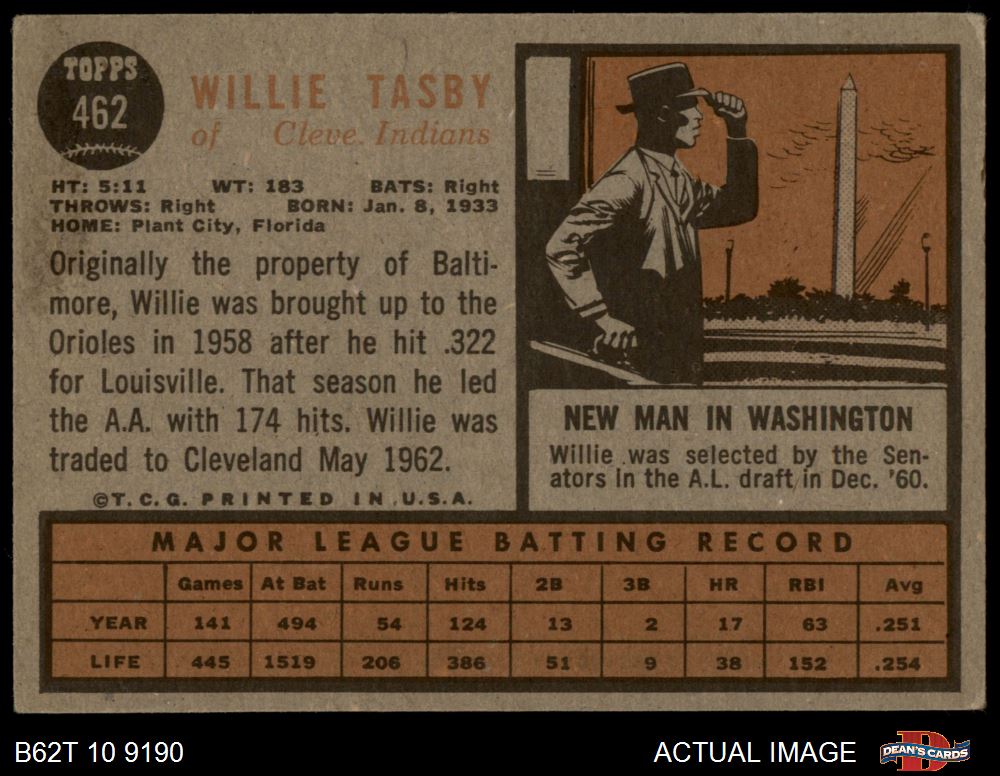 TOPPS
462
WILLIE TASBY
of Cleve. Indians
HT: 5:11 WT: 183 BATS: Right
THROWS: Right BORN: Jan. 8, 1933
HOME: Plant City, Florida
Originally the property of Balti-
more, Willie was brought up to the
Orioles in 1958 after he hit .322
for Louisville. That season he led
the A.A. with 174 hits. Willie was
traded to Cleveland May 1962.
©T.C.G. PRINTED IN U.S.A.
NEW MAN IN WASHINGTON
Willie was selected by the Sen-
ators in the A.L. draft in Dec. '60.
MAJOR LEAGUE BATTING RECORD
Games At Bat Runs Hits 2B 3B HR RBI Avg
YEAR 141 494 54 124 13 2 17 63 .251
LIFE 445 1519 206 386 51 9 38 152 .254
B62T 10 9190
ACTUAL IMAGE
D
DEAN'S CARDS